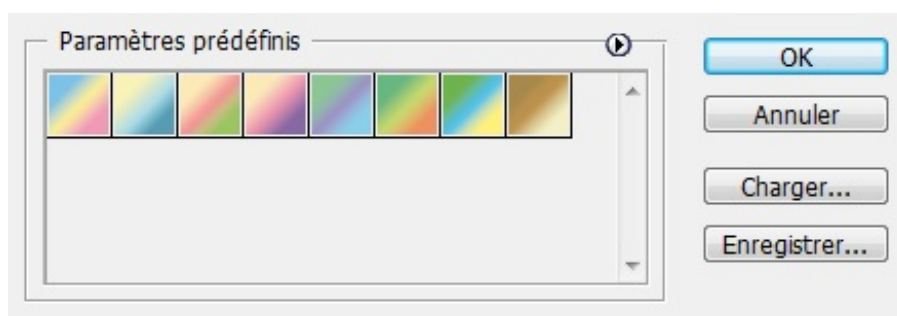 Paramètres prédéfinis
OK
Annuler
Charger...
Enregistrer...